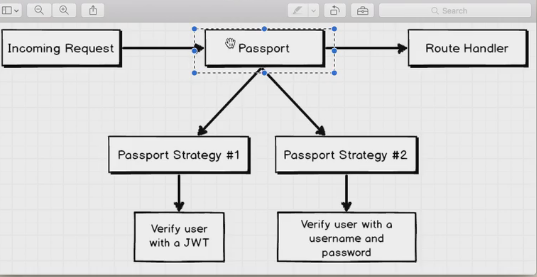 Search
Incoming Request
Passport
Route Handler
Passport Strategy #1
Passport Strategy #2
Verify user
with a JWT
Verify user with a
username and
password